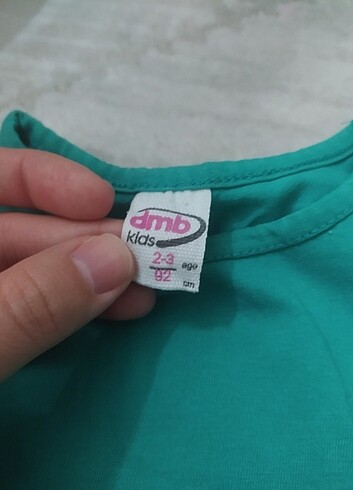 dmb
kids
2-3 age
92 cm